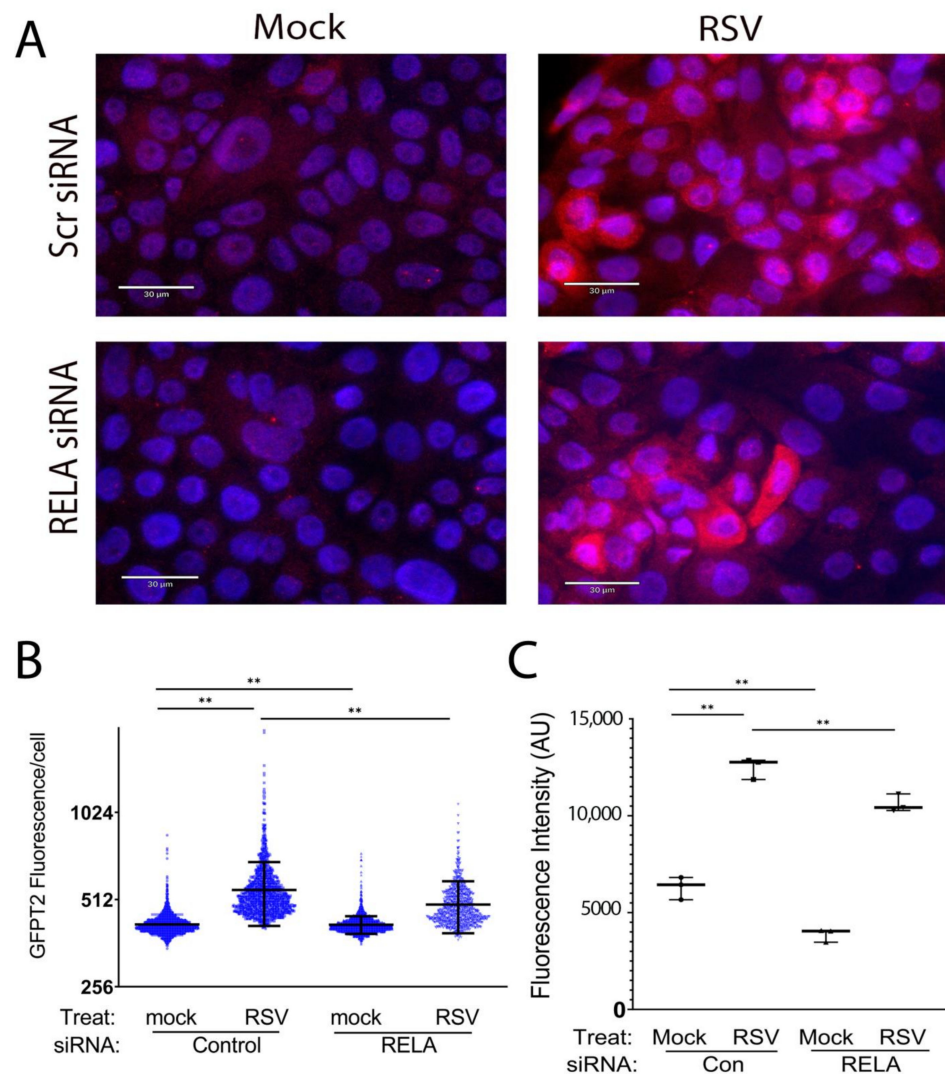 A
Mock
RSV
Scr siRNA
30 µm
RELA siRNA
30 µm
30 µm
30 µm
B
GFPT2 Fluorescence/cell
**
**
**
1024
512
256
Treat: mock RSV mock RSV
siRNA: Control RELA
C
Fluorescence Intensity (AU)
**
**
**
15,000
10,000
5000
0
Treat: Mock RSV Mock RSV
siRNA: Con RELA